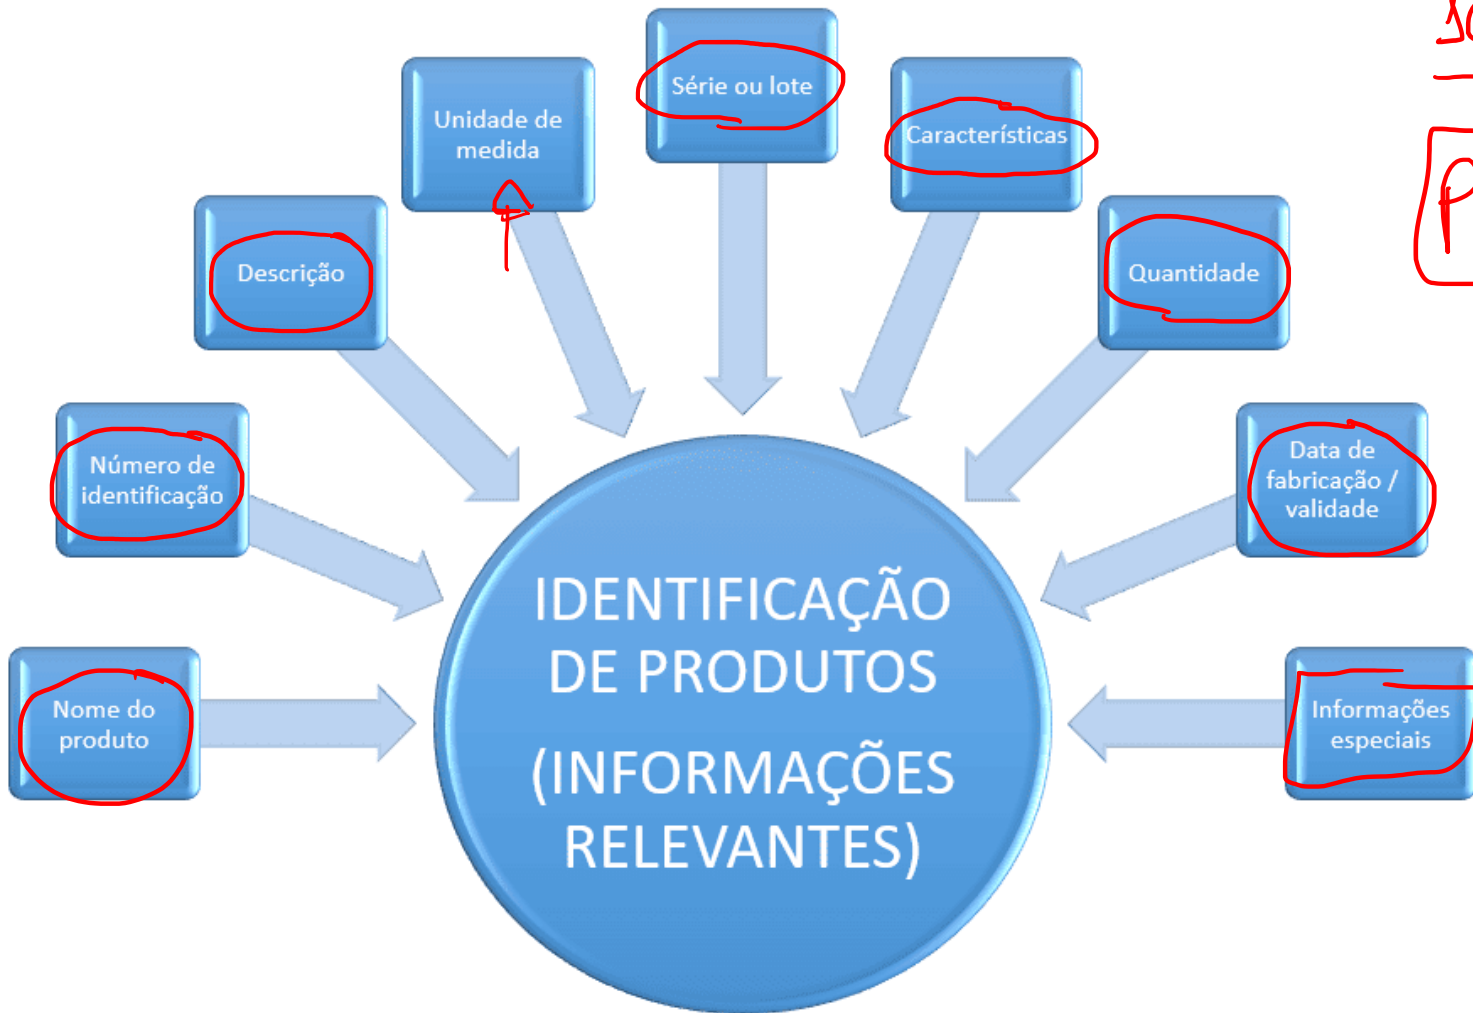 Série ou lote
Unidade de
medida
Características
Descrição
Quantidade
Número de
identificação
Data de
fabricação /
validade
Nome do
produto
Informações
especiais
IDENTIFICAÇÃO
DE PRODUTOS
(INFORMAÇÕES
RELEVANTES)